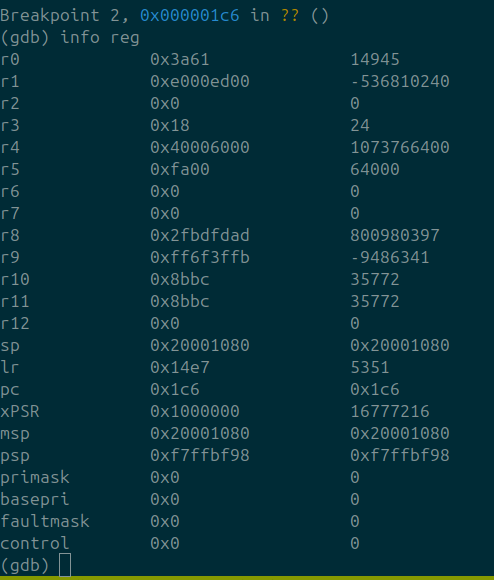 Breakpoint 2, 0x000001c6 in ?? ()
(gdb) info reg
r0 0x3a61 14945
r1 0xe000ed00 -536810240
r2 0x0 0
r3 0x18 24
r4 0x40006000 1073766400
r5 0xfa00 64000
r6 0x0 0
r7 0x0 0
r8 0x2fbdfdad 800980397
r9 0xff6f3ffb -9486341
r10 0x8bbc 35772
r11 0x8bbc 35772
r12 0x0 0
sp 0x20001080 0x20001080
lr 0x14e7 5351
pc 0x1c6 0x1c6
xPSR 0x1000000 16777216
msp 0x20001080 0x20001080
psp 0xf7ffbf98 0xf7ffbf98
primask 0x0 0
basepri 0x0 0
faultmask 0x0 0
control 0x0 0
(gdb)